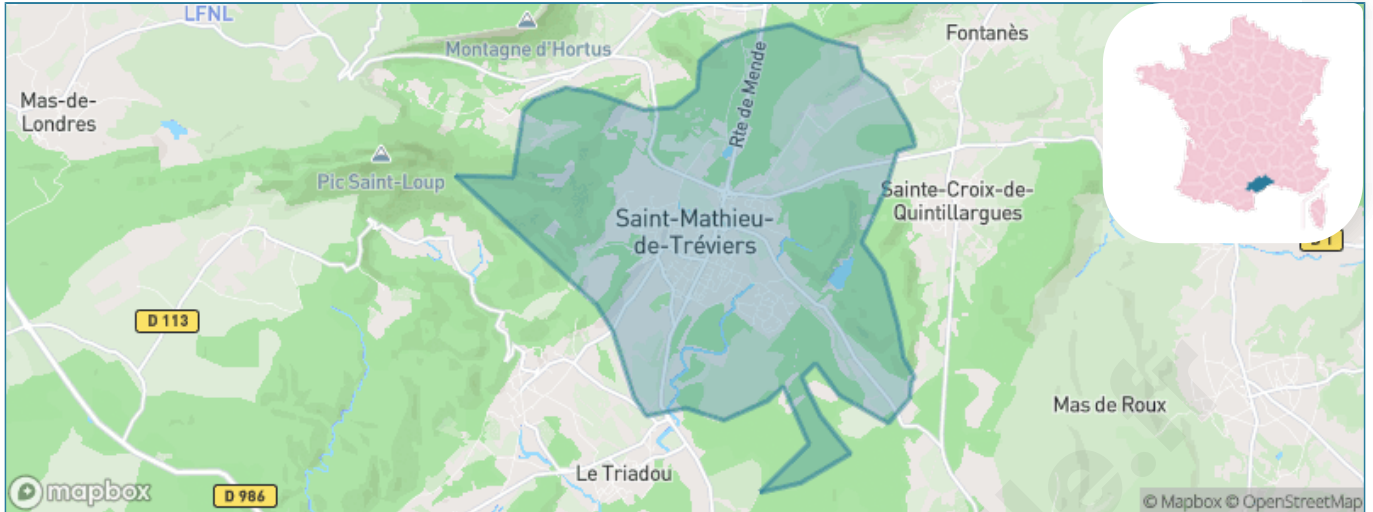 LFNL
Montagne d'Hortus
Fontanès
Mas-de-
Londres
Rte de Mende
Pic Saint-Loup
Sainte-Croix-de-
Quintillargues
Saint-Mathieu-
de-Tréviers
D 1
D 113
Mas de Roux
Le Triadou
D 986
mapbox
© Mapbox © OpenStreetMap